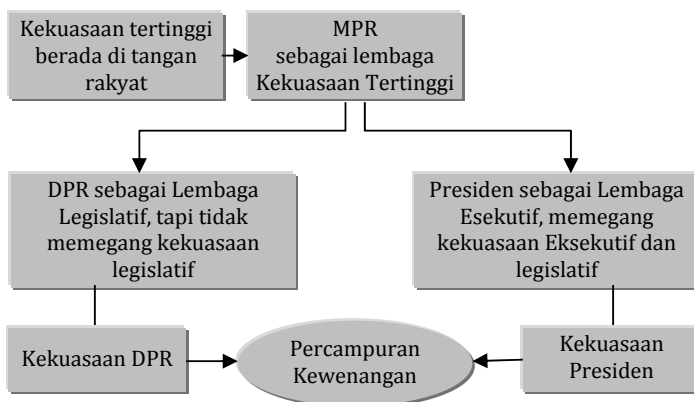 Kekuasaan tertinggi
berada di tangan
rakyat
MPR
sebagai lembaga
Kekuasaan Tertinggi
DPR sebagai Lembaga
Legislatif, tapi tidak
memegang kekuasaan
legislatif
Presiden sebagai Lembaga
Esekutif, memegang
kekuasaan Eksekutif dan
legislatif
Kekuasaan DPR
Percampuran
Kewenangan
Kekuasaan
Presiden